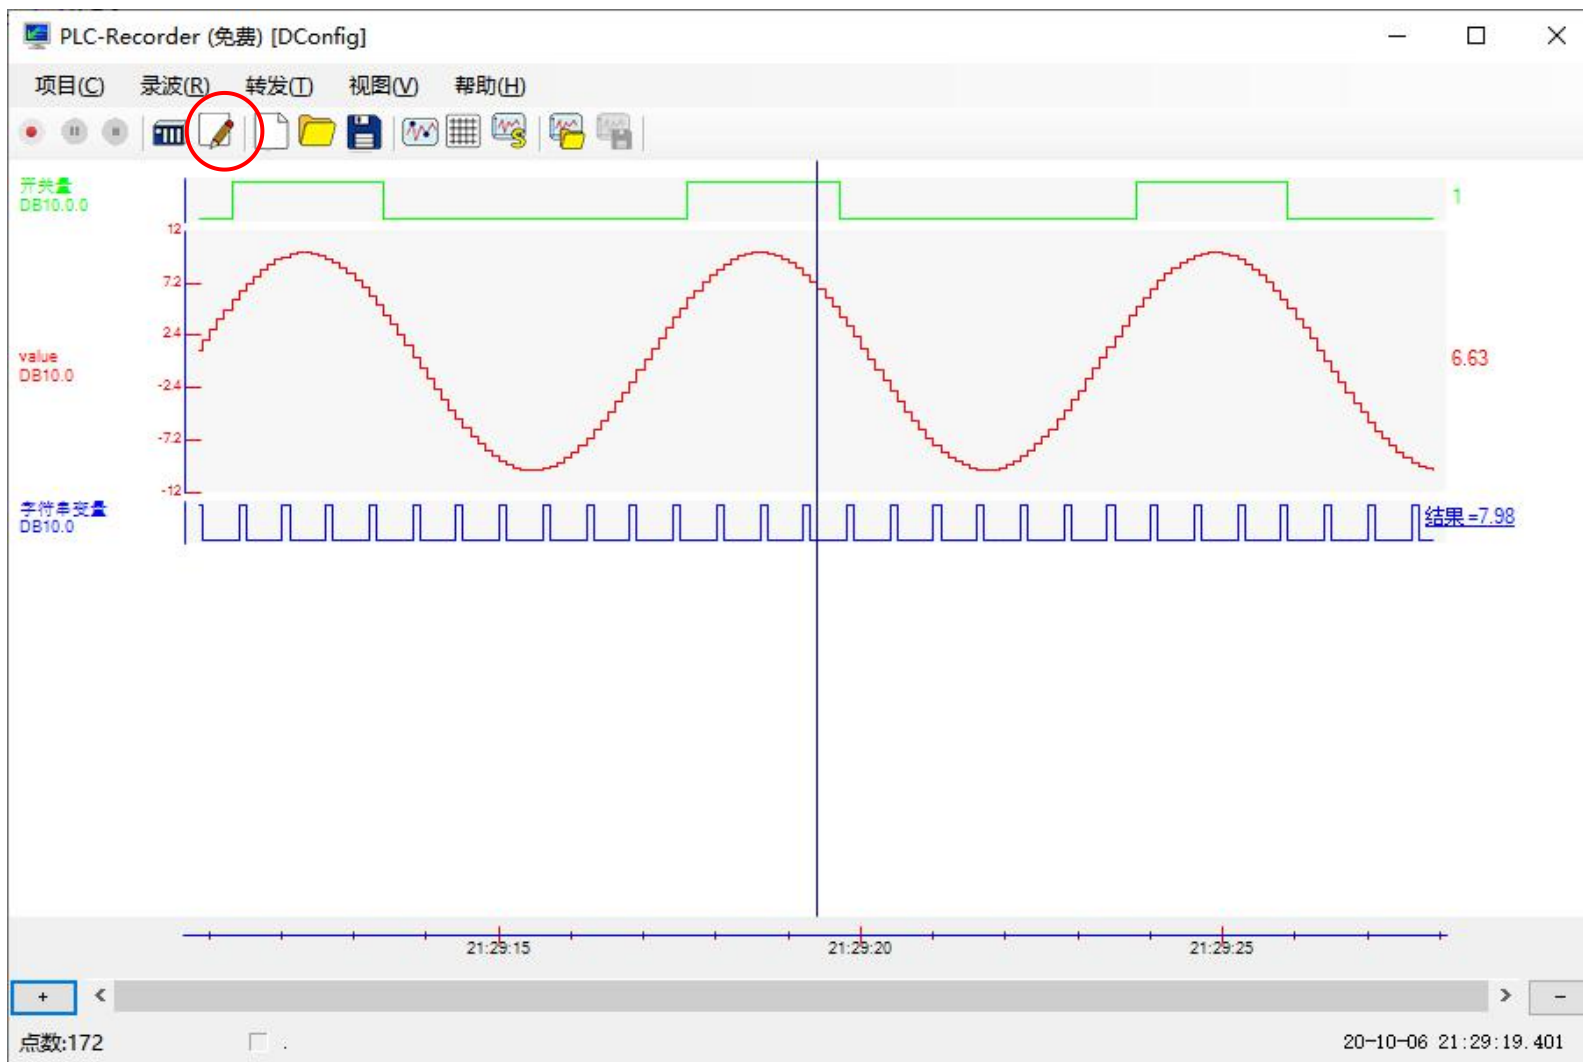 PLC-Recorder (免费) [DConfig]
项目(C) 录波(R) 转发(T) 视图(V) 帮助(H)
开关量
DB10.0.0
1
12
7.2
2.4
value
DB10.0
6.63
-2.4
-7.2
-12
字符串变量
DB10.0
结果=7.98
21:29:15 21:29:20 21:29:25
+ < > -
点数:172 . 20-10-06 21:29:19.401